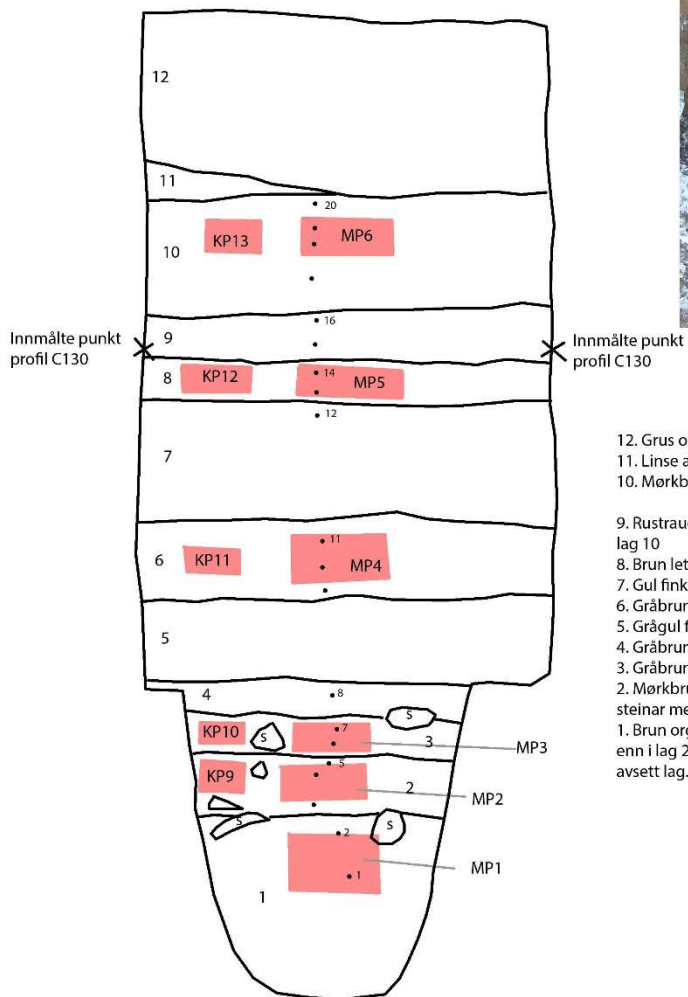 12
11
20
KP13
MP6
10
16
Innmålte punkt
profil C130
9
Innmålte punkt
profil C130
8
KP12
14
MP5
12
7
11
6
KP11
MP4
5
4
8
S
KP10
S
7
3
MP3
KP9
5
2
MP2
S
2
S
MP1
1
1
12. Grus o
11. Linse a
10. Mørkb
9. Rustrau
lag 10
8. Brun let
7. Gul fink
6. Gråbrun
5. Grågul f
4. Gråbrun
3. Gråbrun
2. Mørkbru
steinar me
1. Brun org
enn i lag 2
avsett lag.